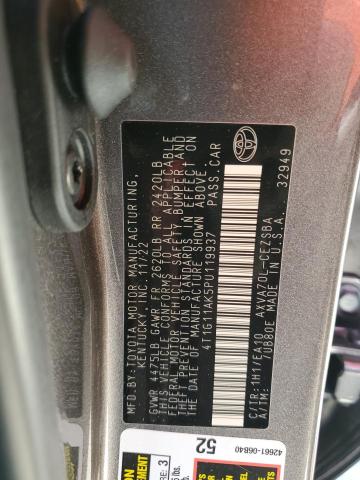 MFD. BY: TOYOTA MOTOR MANUFACTURING,
KENTUCKY, INC. 11/22
GVWR 4475LB GAWR FR 2620LB RR 2420LB
THIS VEHICLE CONFORMS TO ALL APPLICABLE
FEDERAL MOTOR VEHICLE SAFETY, BUMPER, AND
THEFT PREVENTION STANDARDS IN EFFECT ON
THE DATE OF MANUFACTURE SHOWN ABOVE.
4T1G11AK5PU119937 PASS.CAR
C/TR:1H1/EA10 AXVA70L-CEZSBA
A/TM: /UB80E MADE IN U.S.A. 32949
52
42661-06B40